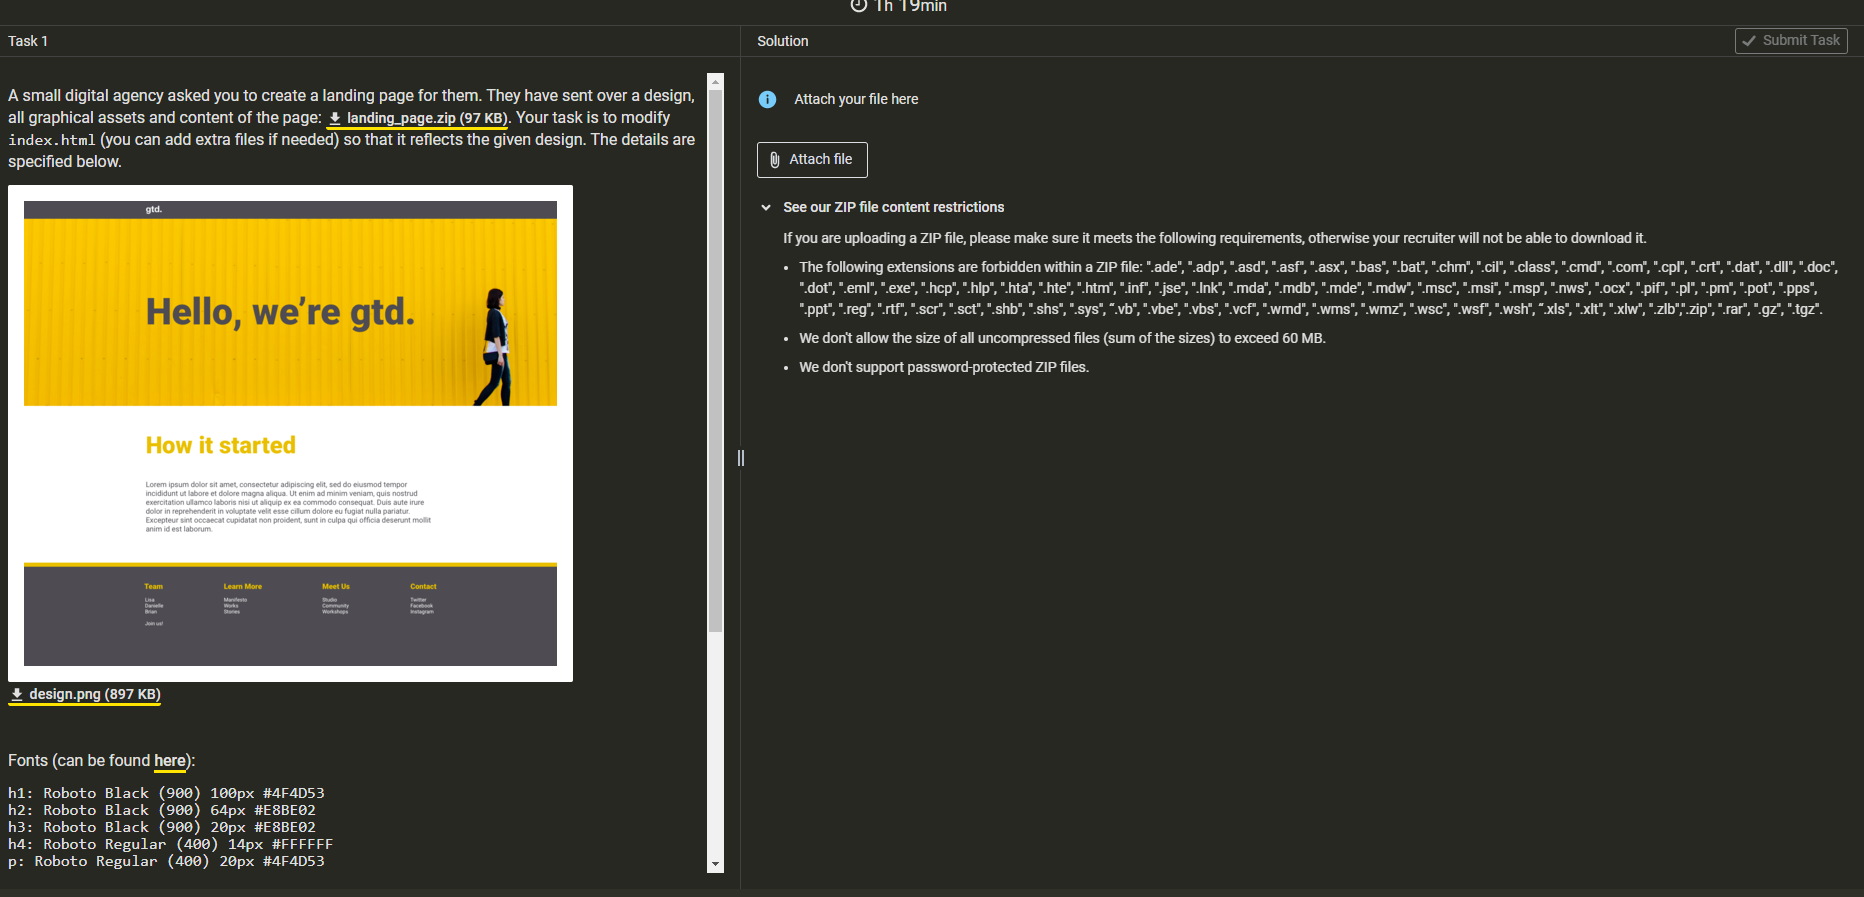 1h 19min
Task 1
Solution
Submit Task
A small digital agency asked you to create a landing page for them. They have sent over a design,
all graphical assets and content of the page: landing_page.zip (97 KB). Your task is to modify
index.html (you can add extra files if needed) so that it reflects the given design. The details are
specified below.
gtd.
Hello, we’re gtd.
How it started
Lorem ipsum dolor sit amet, consectetur adipiscing elit, sed do eiusmod tempor
incididunt ut labore et dolore magna aliqua. Ut enim ad minim veniam, quis nostrud
exercitation ullamco laboris nisi ut aliquip ex ea commodo consequat. Duis aute irure
dolor in reprehenderit in voluptate velit esse cillum dolore eu fugiat nulla pariatur.
Excepteur sint occaecat cupidatat non proident, sunt in culpa qui officia deserunt mollit
anim id est laborum.
Team
Lisa
Danielle
Brian
Join us!
Learn More
Manifesto
Works
Stories
Meet Us
Studio
Community
Workshops
Contact
Twitter
Facebook
Instagram
design.png (897 KB)
Fonts (can be found here):
h1: Roboto Black (900) 100px #4F4D53
h2: Roboto Black (900) 64px #E8BE02
h3: Roboto Black (900) 20px #E8BE02
h4: Roboto Regular (400) 14px #FFFFFF
p: Roboto Regular (400) 20px #4F4D53
Attach your file here
Attach file
See our ZIP file content restrictions
If you are uploading a ZIP file, please make sure it meets the following requirements, otherwise your recruiter will not be able to download it.
• The following extensions are forbidden within a ZIP file: ".ade", ".adp", ".asd", ".asf", ".asx", ".bas", ".bat", ".chm", ".cil", ".class", ".cmd", ".com", ".cpl", ".crt", ".dat", ".dll", ".doc",
".dot", ".eml", ".exe", ".hcp", ".hlp", ".hta", ".hte", ".htm", ".inf", ".jse", ".lnk", ".mda", ".mdb", ".mde", ".mdw", ".msc", ".msi", ".msp", ".nws", ".ocx", ".pif", ".pl", ".pm", ".pot", ".pps",
".ppt", ".reg", ".rtf", ".scr", ".sct", ".shb", ".shs", ".sys", “.vb", ".vbe", ".vbs", ".vcf", ".wmd", ".wms", ".wmz", ".wsc", ".wsf", ".wsh", “.xls", ".xlt", ".xlw", ".zlb",".zip", ".rar", ".gz", ".tgz".
• We don't allow the size of all uncompressed files (sum of the sizes) to exceed 60 MB.
• We don't support password-protected ZIP files.